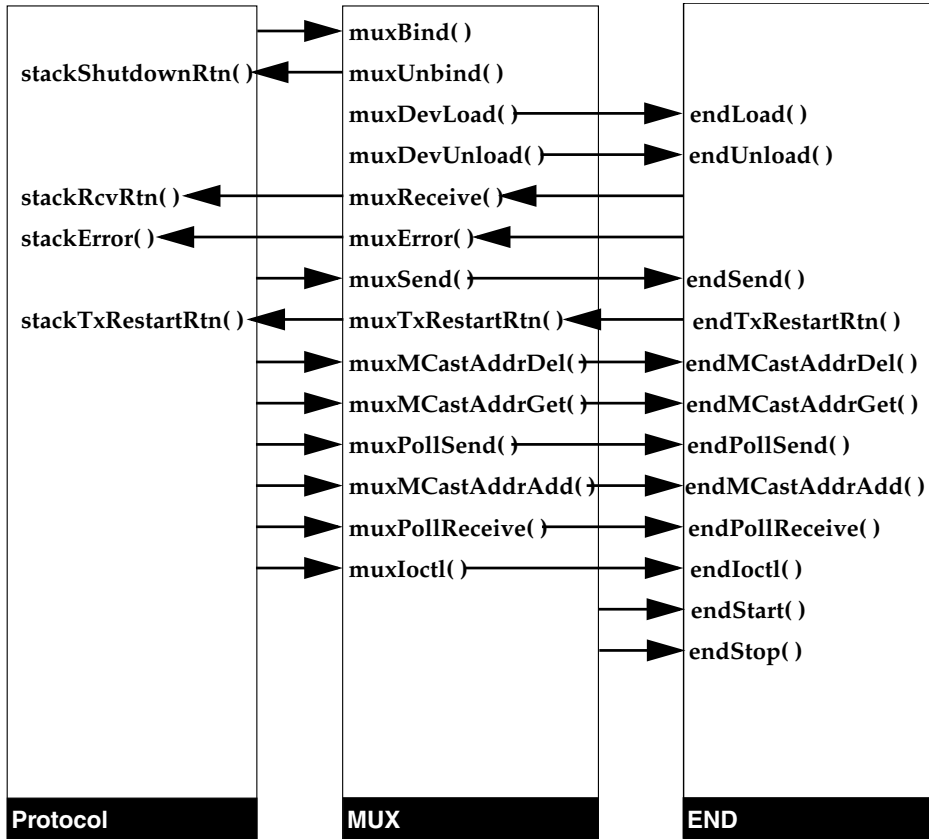 muxBind( )
stackShutdownRtn( ) muxUnbind( )
muxDevLoad( ) endLoad( )
muxDevUnload( ) endUnload( )
stackRcvRtn( ) muxReceive( )
stackError( ) muxError( )
muxSend( ) endSend( )
stackTxRestartRtn( ) muxTxRestartRtn( ) endTxRestartRtn( )
muxMCastAddrDel( ) endMCastAddrDel( )
muxMCastAddrGet( ) endMCastAddrGet( )
muxPollSend( ) endPollSend( )
muxMCastAddrAdd( ) endMCastAddrAdd( )
muxPollReceive( ) endPollReceive( )
muxIoctl( ) endIoctl( )
endStart( )
endStop( )
Protocol MUX END